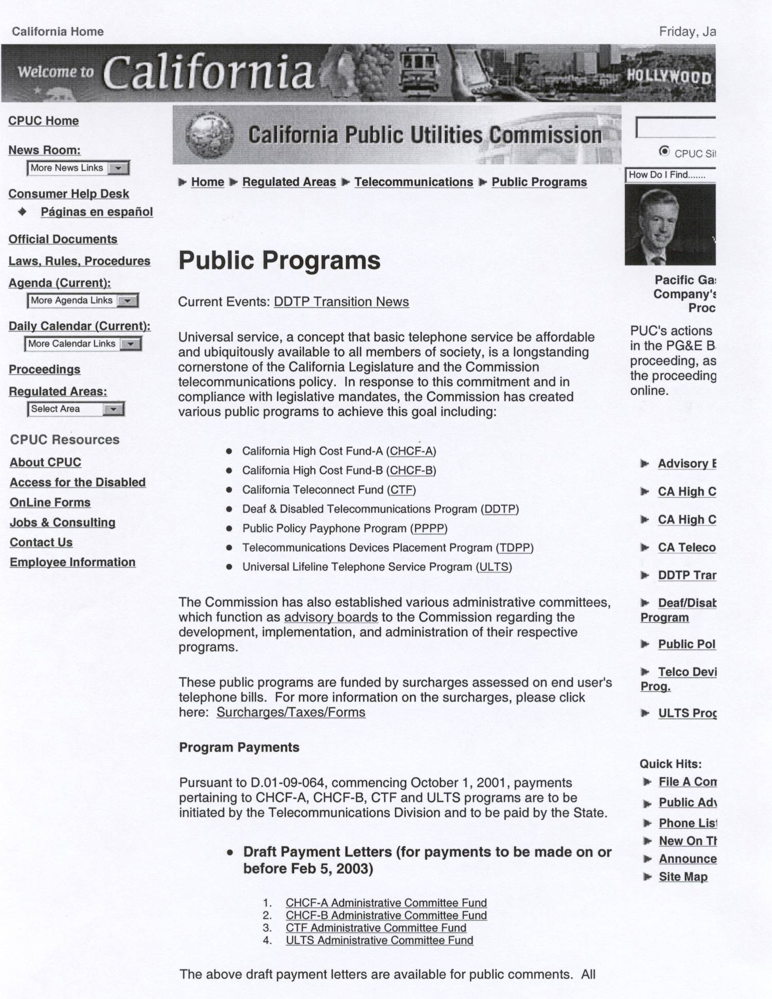 California Home
Friday, Ja
Welcome to California
HOLLYWOOD
CPUC Home
News Room:
More News Links
Consumer Help Desk
Páginas en español
Official Documents
Laws, Rules, Procedures
Agenda (Current):
More Agenda Links
Daily Calendar (Current):
More Calendar Links
Proceedings
Regulated Areas:
Select Area
CPUC Resources
About CPUC
Access for the Disabled
OnLine Forms
Jobs & Consulting
Contact Us
Employee Information
California Public Utilities Commission
Home Regulated Areas Telecommunications Public Programs
Public Programs
Current Events: DDTP Transition News
Universal service, a concept that basic telephone service be affordable
and ubiquitously available to all members of society, is a longstanding
cornerstone of the California Legislature and the Commission
telecommunications policy. In response to this commitment and in
compliance with legislative mandates, the Commission has created
various public programs to achieve this goal including:
• California High Cost Fund-A (CHCF-A)
• California High Cost Fund-B (CHCF-B)
• California Teleconnect Fund (CTF)
• Deaf & Disabled Telecommunications Program (DDTP)
• Public Policy Payphone Program (PPPP)
• Telecommunications Devices Placement Program (TDPP)
• Universal Lifeline Telephone Service Program (ULTS)
The Commission has also established various administrative committees,
which function as advisory boards to the Commission regarding the
development, implementation, and administration of their respective
programs.
These public programs are funded by surcharges assessed on end user's
telephone bills. For more information on the surcharges, please click
here: Surcharges/Taxes/Forms
Program Payments
Pursuant to D.01-09-064, commencing October 1, 2001, payments
pertaining to CHCF-A, CHCF-B, CTF and ULTS programs are to be
initiated by the Telecommunications Division and to be paid by the State.
• Draft Payment Letters (for payments to be made on or
before Feb 5, 2003)
1. CHCF-A Administrative Committee Fund
2. CHCF-B Administrative Committee Fund
3. CTF Administrative Committee Fund
4. ULTS Administrative Committee Fund
The above draft payment letters are available for public comments. All
CPUC Sit
How Do I Find.......
Pacific Gas
Company's
Proc
PUC's actions
in the PG&E B
proceeding, as
the proceeding
online.
Advisory B
CA High C
CA High C
CA Teleco
DDTP Tran
Deaf/Disab
Program
Public Pol
Telco Devi
Prog.
ULTS Prog
Quick Hits:
File A Com
Public Adv
Phone List
New On Th
Announce
Site Map